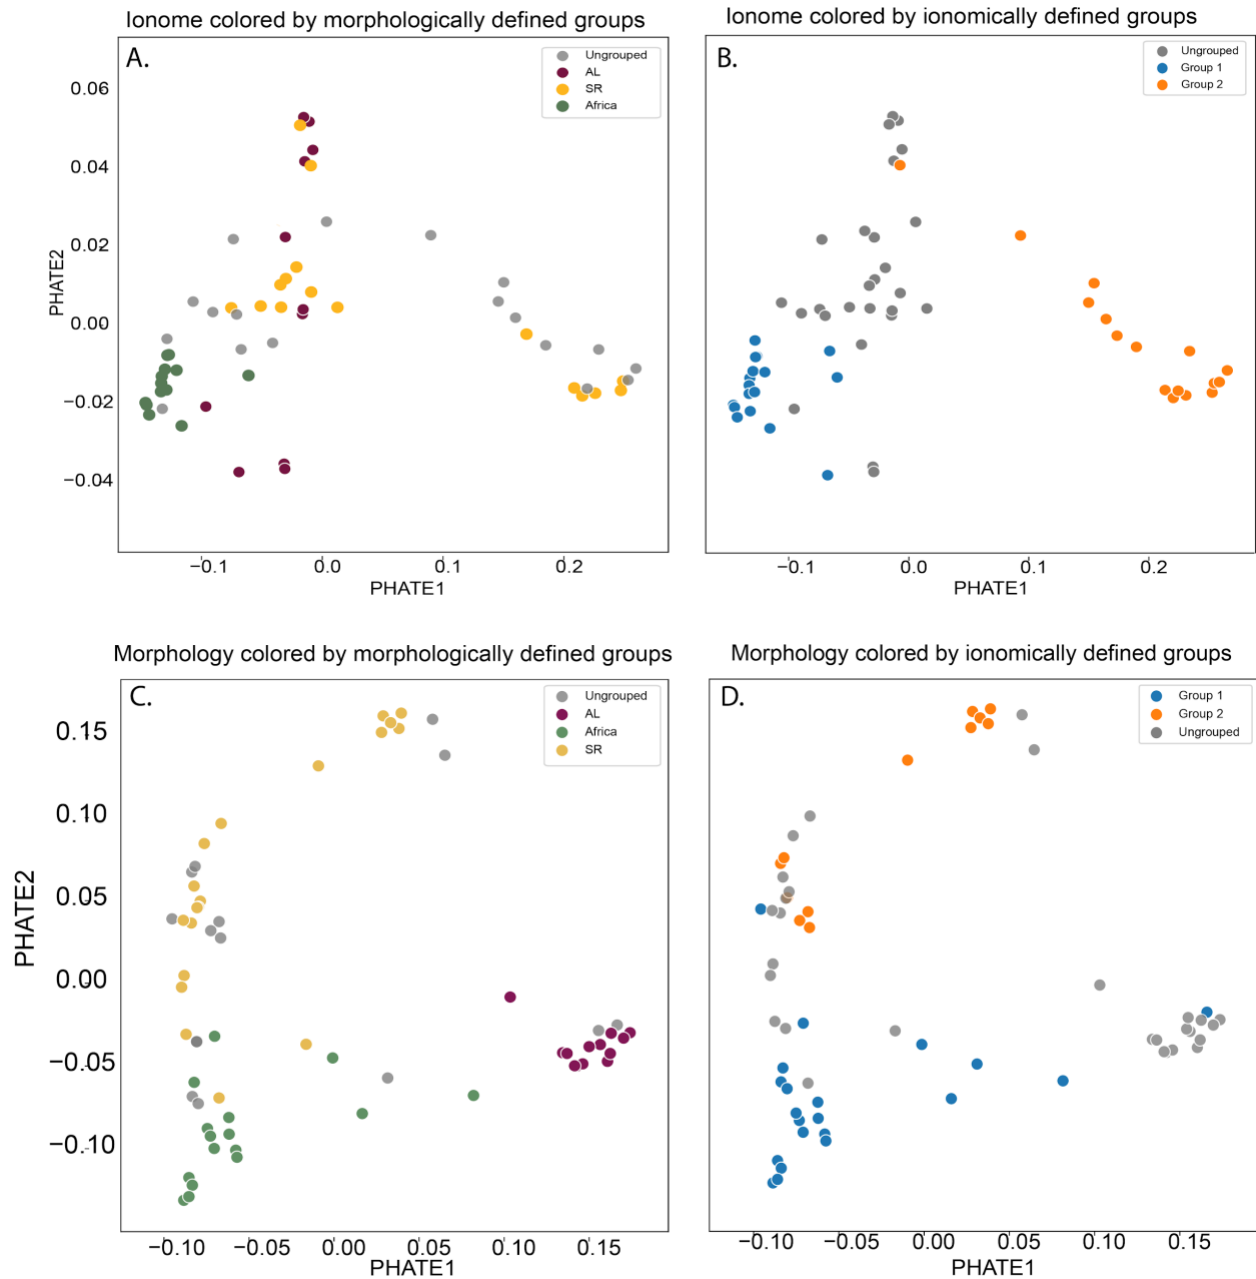 Ionome colored by morphologically defined groups
A.
Ungrouped
AL
SR
Africa
0.06
0.04
0.02
0.00
−0.02
−0.04
PHATE2
−0.1
0.0
0.1
0.2
PHATE1
Ionome colored by ionomically defined groups
B.
Ungrouped
Group 1
Group 2
−0.1
0.0
0.1
0.2
PHATE1
Morphology colored by morphologically defined groups
C.
Ungrouped
AL
Africa
SR
0.15
0.10
0.05
0.00
−0.05
−0.10
PHATE2
−0.10
−0.05
0.00
0.05
0.10
0.15
PHATE1
Morphology colored by ionomically defined groups
D.
Group 1
Group 2
Ungrouped
−0.10
−0.05
0.00
0.05
0.10
0.15
PHATE1